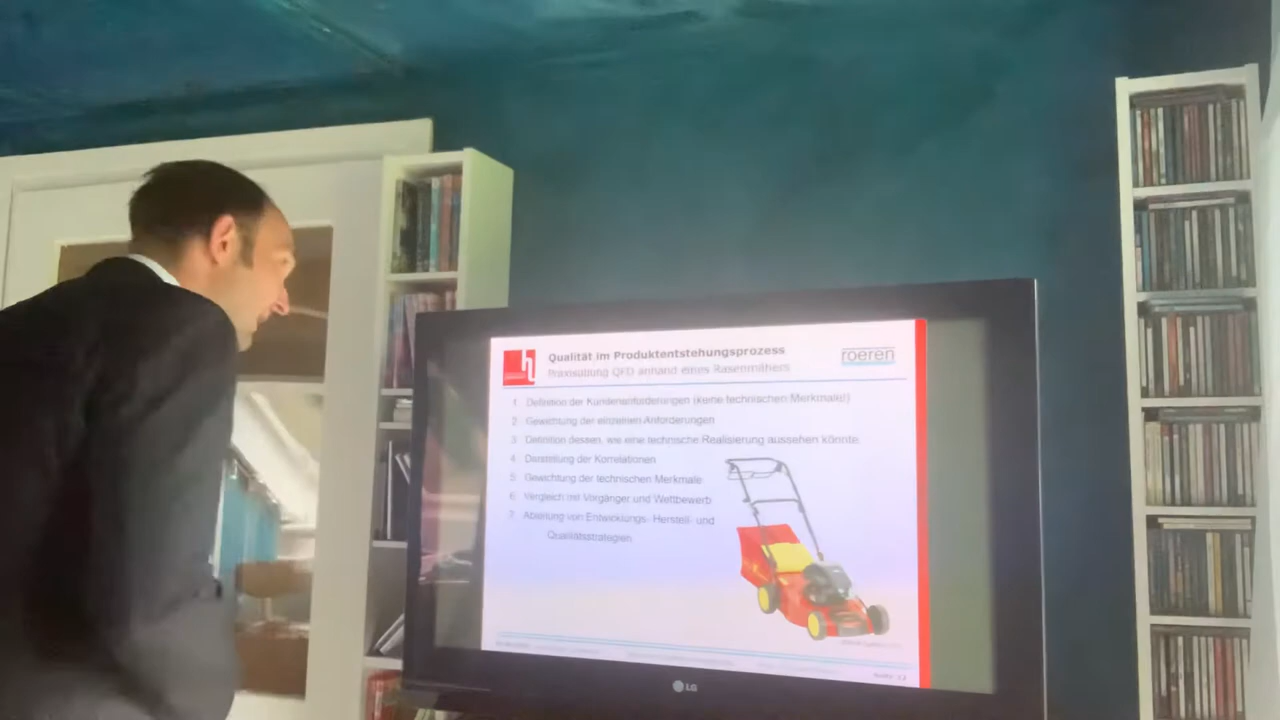 Qualität im Produktentstehungsprozess
Praxisübung QFD anhand eines Rasenmähers
roeren
1. Definition der Kundenanforderungen (keine technischen Merkmale!)
2. Gewichtung der einzelnen Anforderungen
3. Definition dessen, wie eine technische Realisierung aussehen könnte
4. Darstellung der Korrelationen
5. Gewichtung der technischen Merkmale
6. Vergleich mit Vorgänger und Wettbewerb
7. Ableitung von Entwicklungs- Herstell- und
Qualitätsstrategien
LG